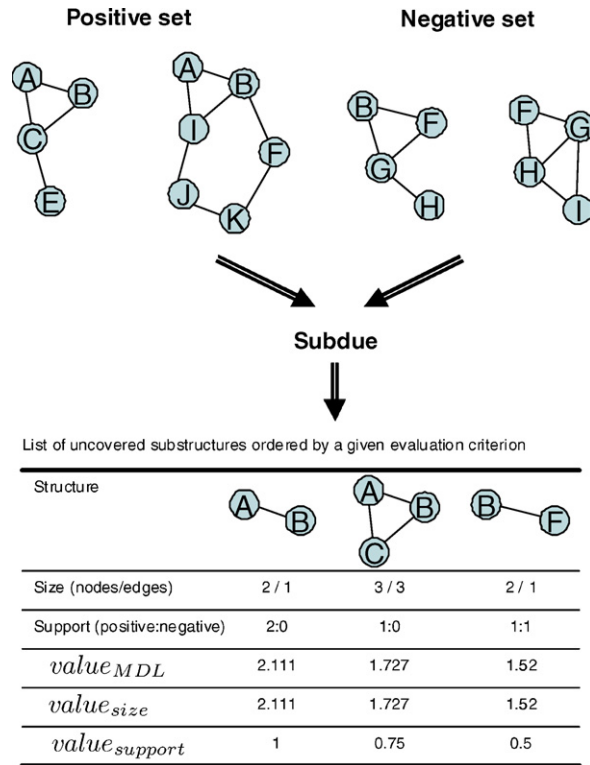 Positive set
Negative set
A
B
C
E
A
B
I
F
J
K
B
F
G
H
F
G
H
I
Subdue
List of uncovered substructures ordered by a given evaluation criterion
Structure
A
B
A
B
C
B
F
Size (nodes/edges) 2 / 1 3 / 3 2 / 1
Support (positive:negative) 2:0 1:0 1:1
value_MDL 2.111 1.727 1.52
value_size 2.111 1.727 1.52
value_support 1 0.75 0.5